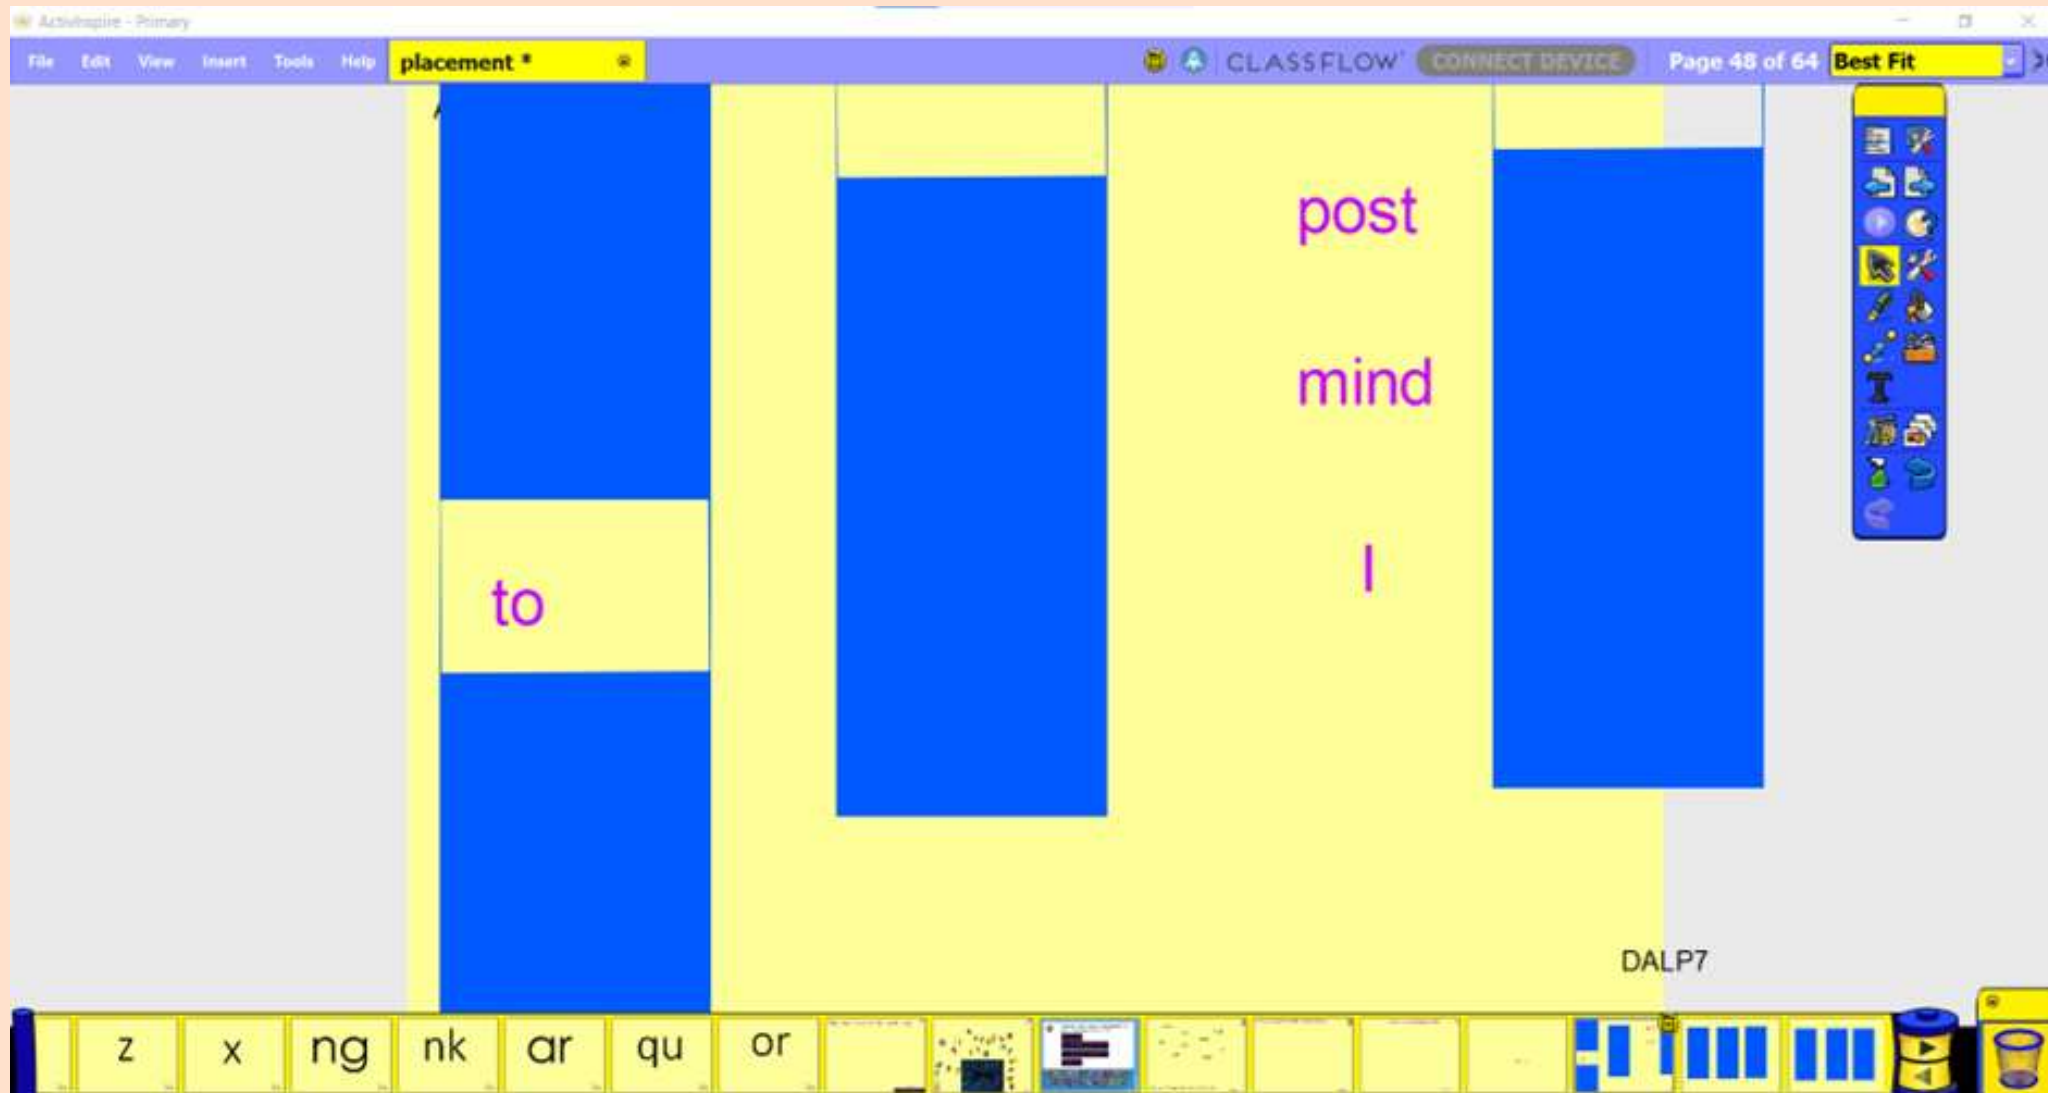 ActivInspire - Primary
File Edit View Insert Tools Help placement * CLASSFLOW CONNECT DEVICE Page 48 of 64 Best Fit
post
mind
I
to
DALP7
z x ng nk ar qu or